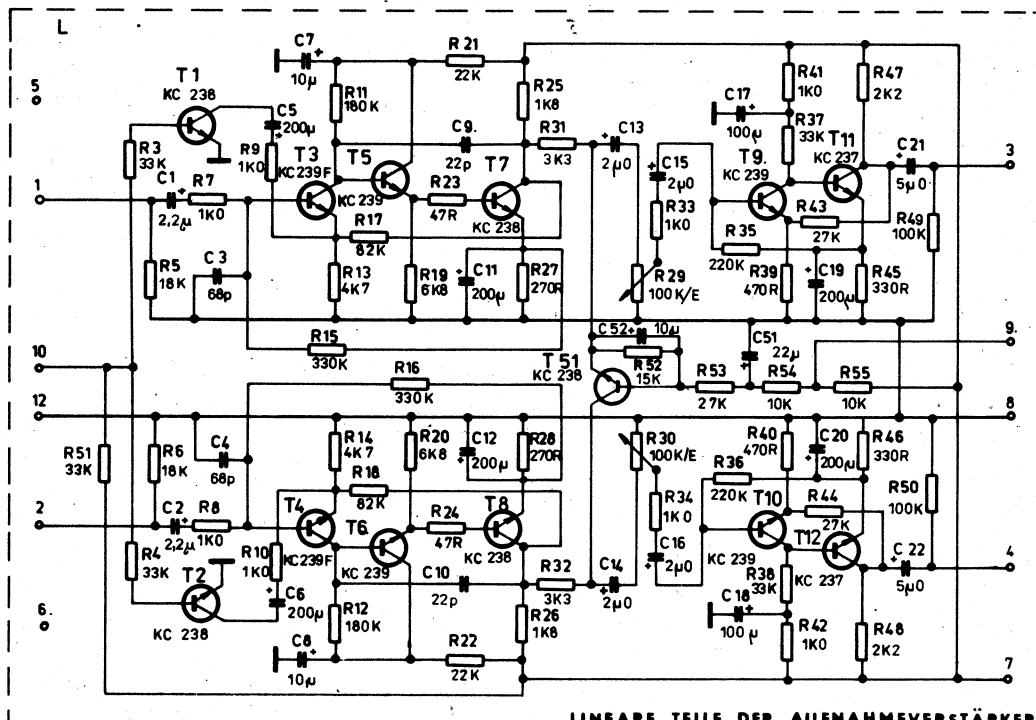 L
5
1
10
12
2
6.
3
9.
8
4
7
T1
KC 238
R3
33K
C1
2,2µ
R7
1K0
R5
18K
C3
68p
C5
200µ
R9
1K0
C7
10µ
R11
180K
T3
KC239F
T5
KC 239
R17
82K
R13
4K7
R19
6K8
R21
22K
C9.
22p
R23
47R
T7
KC 238
R25
1K8
C11
200µ
R27
270R
R15
330K
R31
3K3
C13
2µ0
C15
2µ0
R33
1K0
R29
100K/E
C17
100µ
R41
1K0
R37
33K
T9.
KC 239
T11
KC 237
R47
2K2
C21
5µ0
R43
27K
R35
220K
R39
470R
C19
200µ
R45
330R
R49
100K
C52
10µ
R52
15K
T51
KC 238
R53
27K
C51
22µ
R54
10K
R55
10K
R16
330K
R51
33K
R6
18K
C4
68p
C2
2,2µ
R8
1K0
R4
33K
T2
KC 238
R10
1K0
C6
200µ
T4
KC239F
R14
4K7
R20
6K8
R18
82K
C12
200µ
R28
270R
T6
KC 239
R24
47R
T8
KC 238
C10
22p
R12
180K
C8
10µ
R22
22K
R26
1K8
R32
3K3
C14
2µ0
R30
100K/E
R34
1K0
C16
2µ0
R36
220K
R40
470R
C20
200µ
R46
330R
R50
100K
T10
KC 239
R44
27K
T12
KC 237
C22
5µ0
R38
33K
C18
100µ
R42
1K0
R48
2K2
LINEARE TEILE DER AUFNAHMEVERSTÄRKER